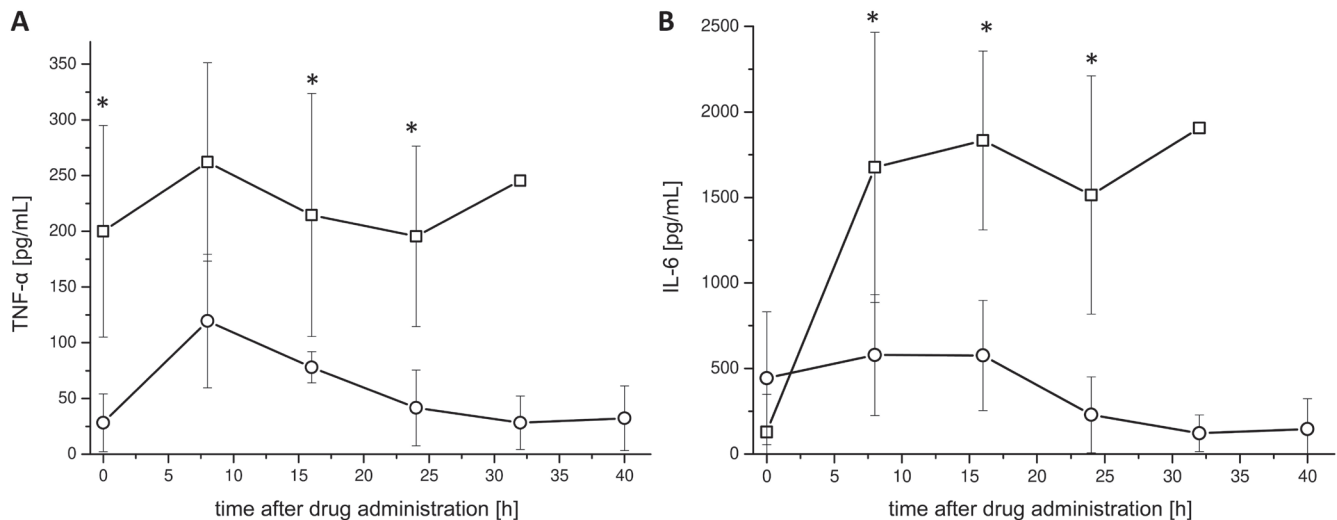 A
TNF-α [pg/mL]
350
300
250
200
150
100
50
0
* * *
0 5 10 15 20 25 30 35 40
time after drug administration [h]
B
IL-6 [pg/mL]
2500
2000
1500
1000
500
0
* * *
0 5 10 15 20 25 30 35 40
time after drug administration [h]